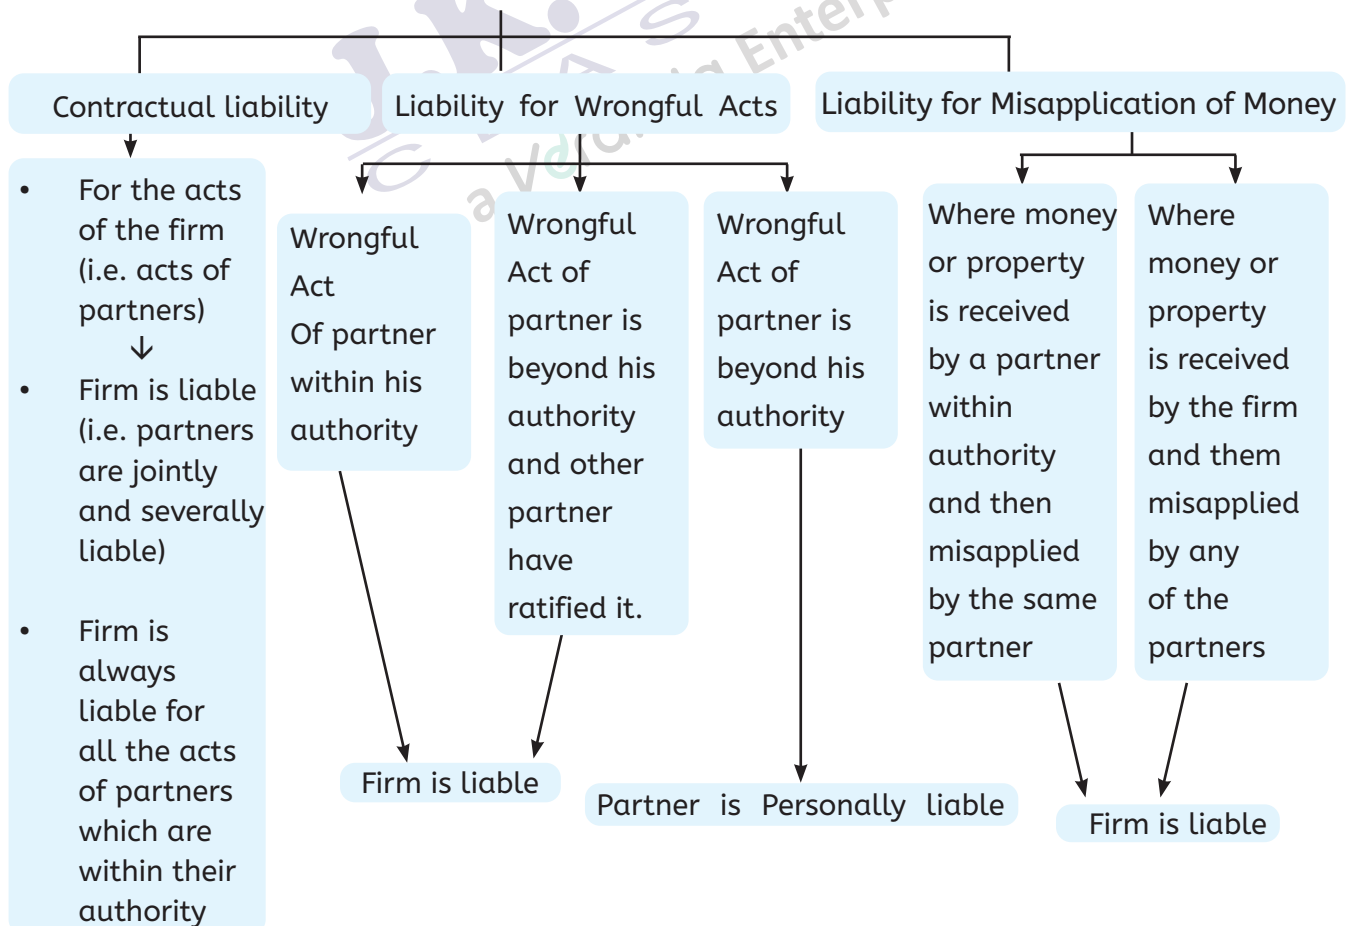 Contractual liability
Liability for Wrongful Acts
Liability for Misapplication of Money
• For the acts
of the firm
(i.e. acts of
partners)
↓
• Firm is liable
(i.e. partners
are jointly
and severally
liable)
• Firm is
always
liable for
all the acts
of partners
which are
within their
authority
Wrongful
Act
Of partner
within his
authority
Wrongful
Act of
partner is
beyond his
authority
and other
partner
have
ratified it.
Wrongful
Act of
partner is
beyond his
authority
Firm is liable
Partner is Personally liable
Where money
or property
is received
by a partner
within
authority
and then
misapplied
by the same
partner
Where
money or
property
is received
by the firm
and them
misapplied
by any
of the
partners
Firm is liable
J.K.
a